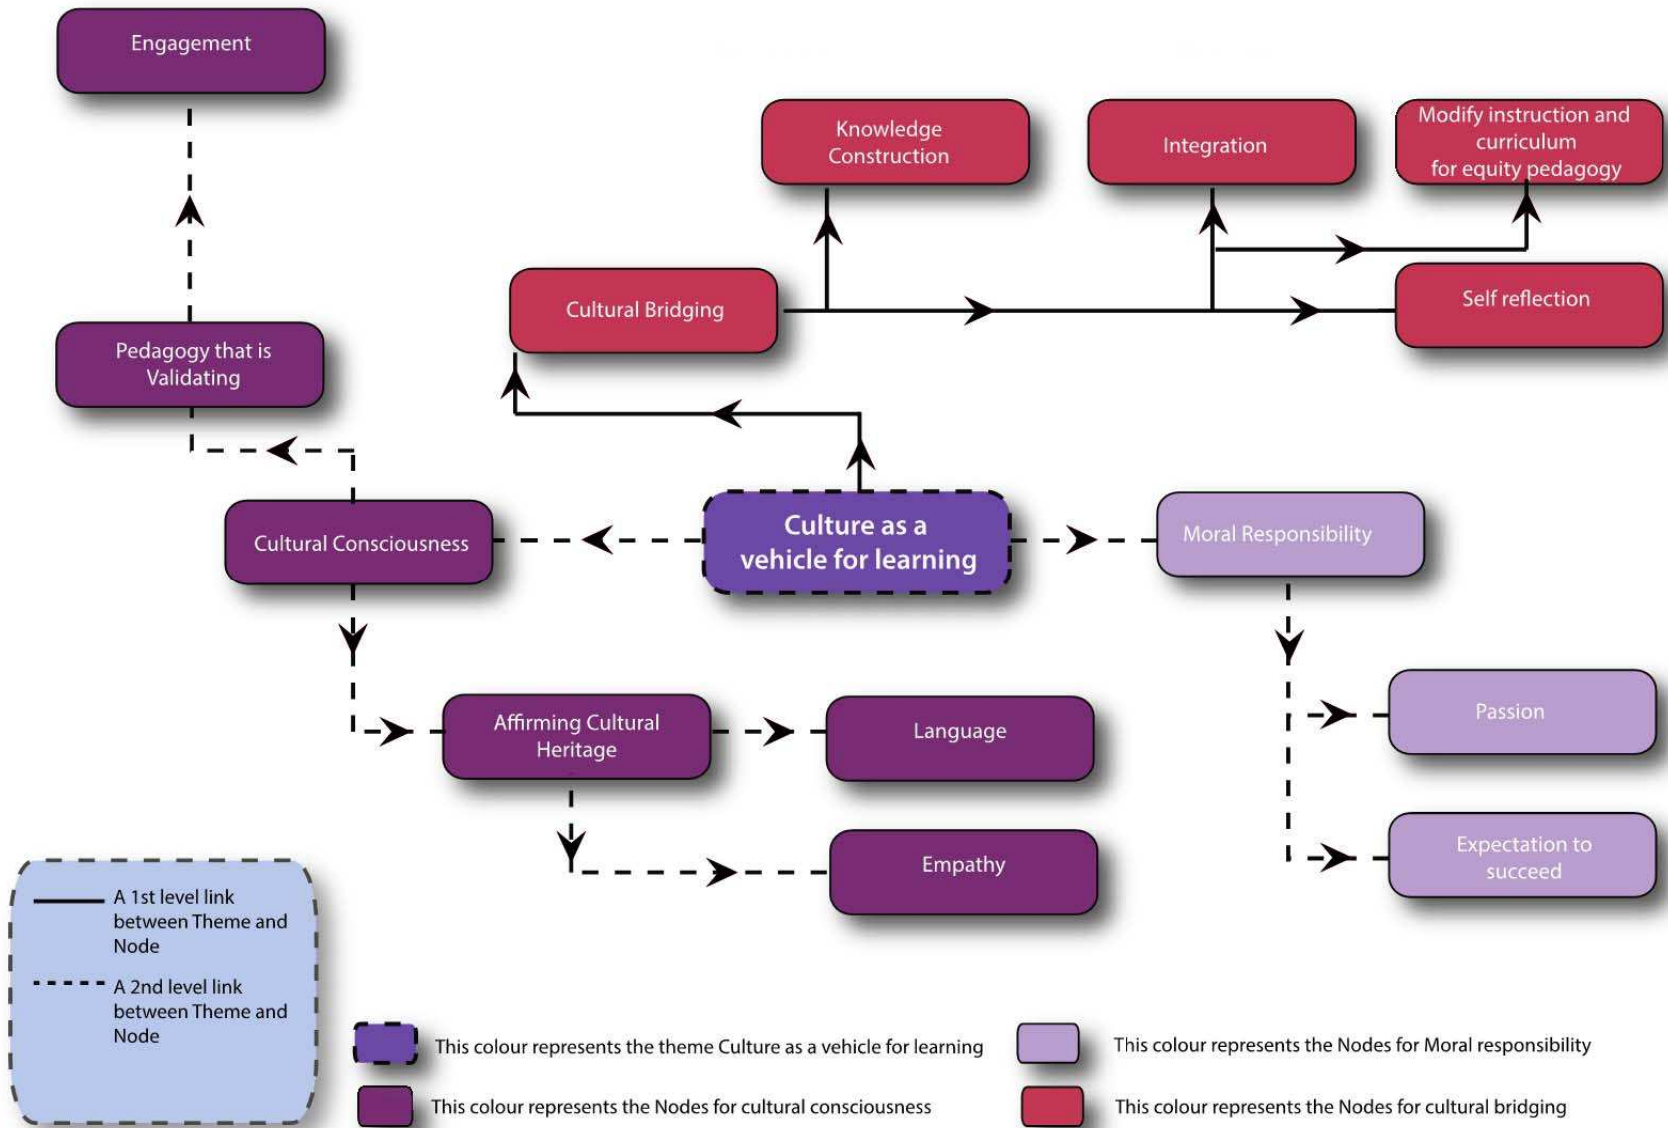 Engagement
Knowledge
Construction
Integration
Modify instruction and
curriculum
for equity pedagogy
Cultural Bridging
Self reflection
Pedagogy that is
Validating
Cultural Consciousness
Culture as a
vehicle for learning
Moral Responsibility
Affirming Cultural
Heritage
Language
Passion
Empathy
Expectation to
succeed
A 1st level link
between Theme and
Node
A 2nd level link
between Theme and
Node
This colour represents the theme Culture as a vehicle for learning
This colour represents the Nodes for Moral responsibility
This colour represents the Nodes for cultural consciousness
This colour represents the Nodes for cultural bridging